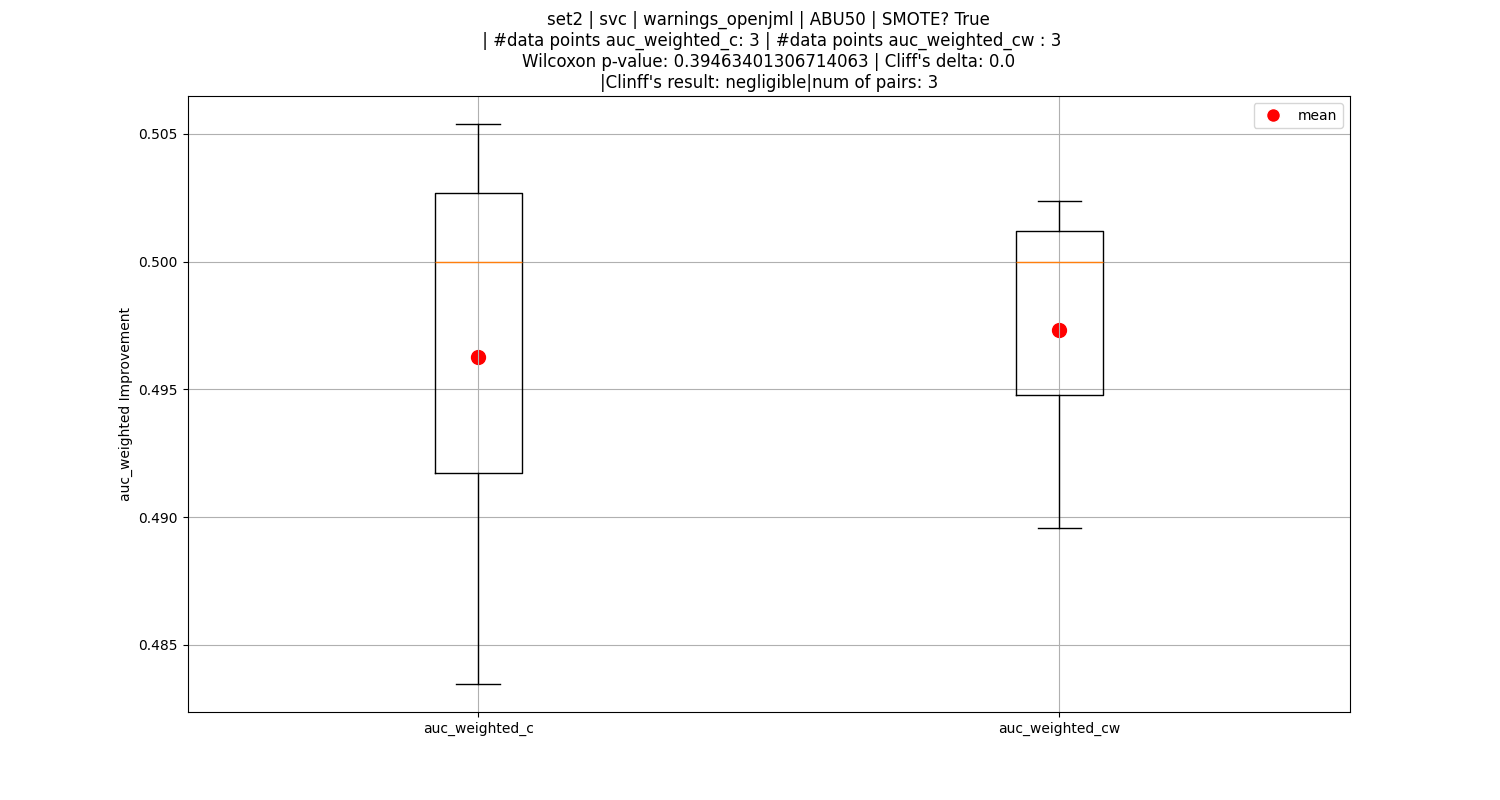 set2 | svc | warnings_openjml | ABU50 | SMOTE? True
| #data points auc_weighted_c: 3 | #data points auc_weighted_cw : 3
Wilcoxon p-value: 0.39463401306714063 | Cliff's delta: 0.0
|Clinff's result: negligible|num of pairs: 3
mean
0.505
0.500
0.495
0.490
0.485
auc_weighted Improvement
auc_weighted_c
auc_weighted_cw